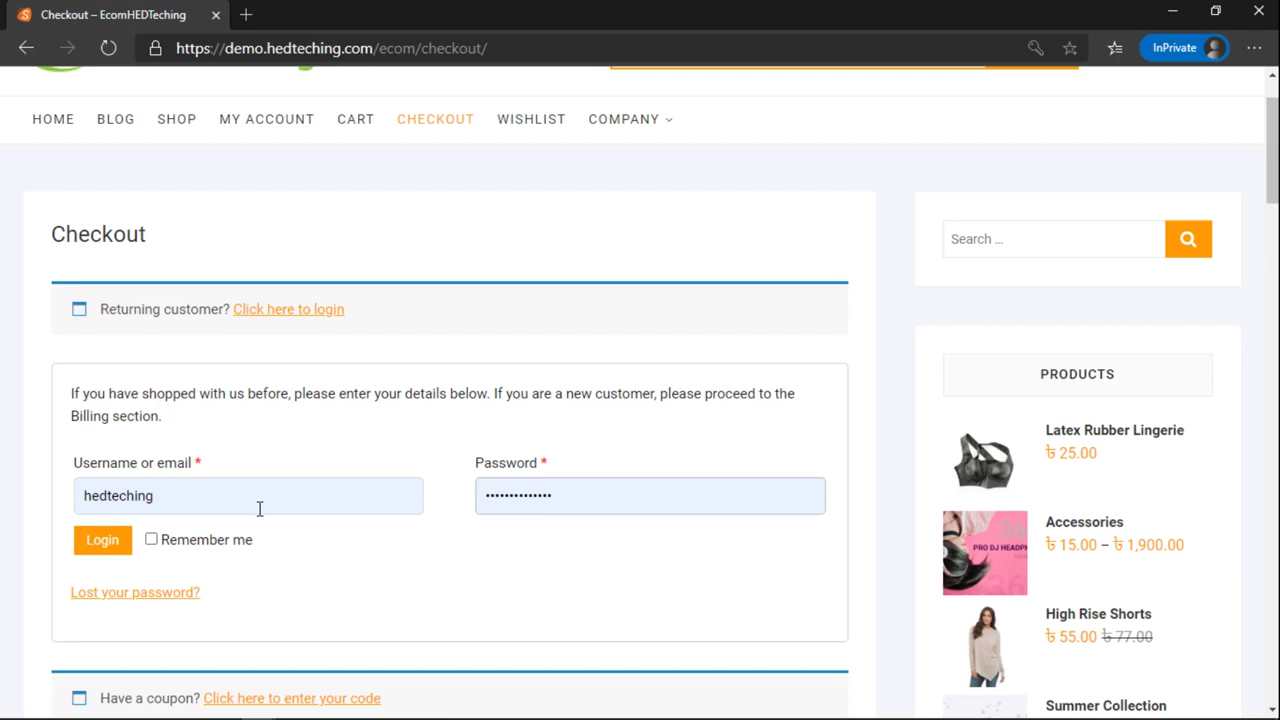 Checkout – EcomHEDTeching
https://demo.hedteching.com/ecom/checkout/
InPrivate
HOME
BLOG
SHOP
MY ACCOUNT
CART
CHECKOUT
WISHLIST
COMPANY
Checkout
Returning customer? Click here to login
If you have shopped with us before, please enter your details below. If you are a new customer, please proceed to the
Billing section.
Username or email *
Password *
hedteching
••••••••••••••
Login
Remember me
Lost your password?
Have a coupon? Click here to enter your code
Search …
PRODUCTS
Latex Rubber Lingerie
৳ 25.00
Accessories
৳ 15.00 – ৳ 1,900.00
High Rise Shorts
৳ 55.00 ৳ 77.00
Summer Collection
36
PRO DJ HEADPH